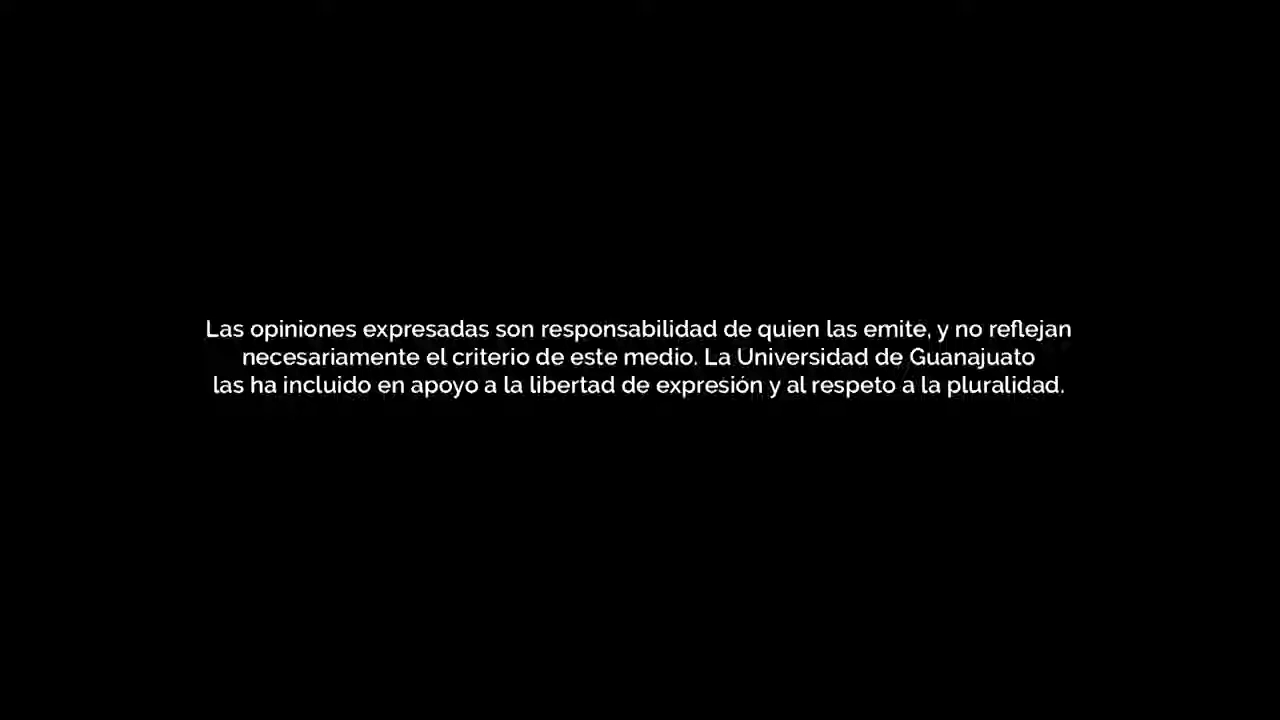 Las opiniones expresadas son responsabilidad de quien las emite, y no reflejan
necesariamente el criterio de este medio. La Universidad de Guanajuato
las ha incluido en apoyo a la libertad de expresión y al respeto a la pluralidad.